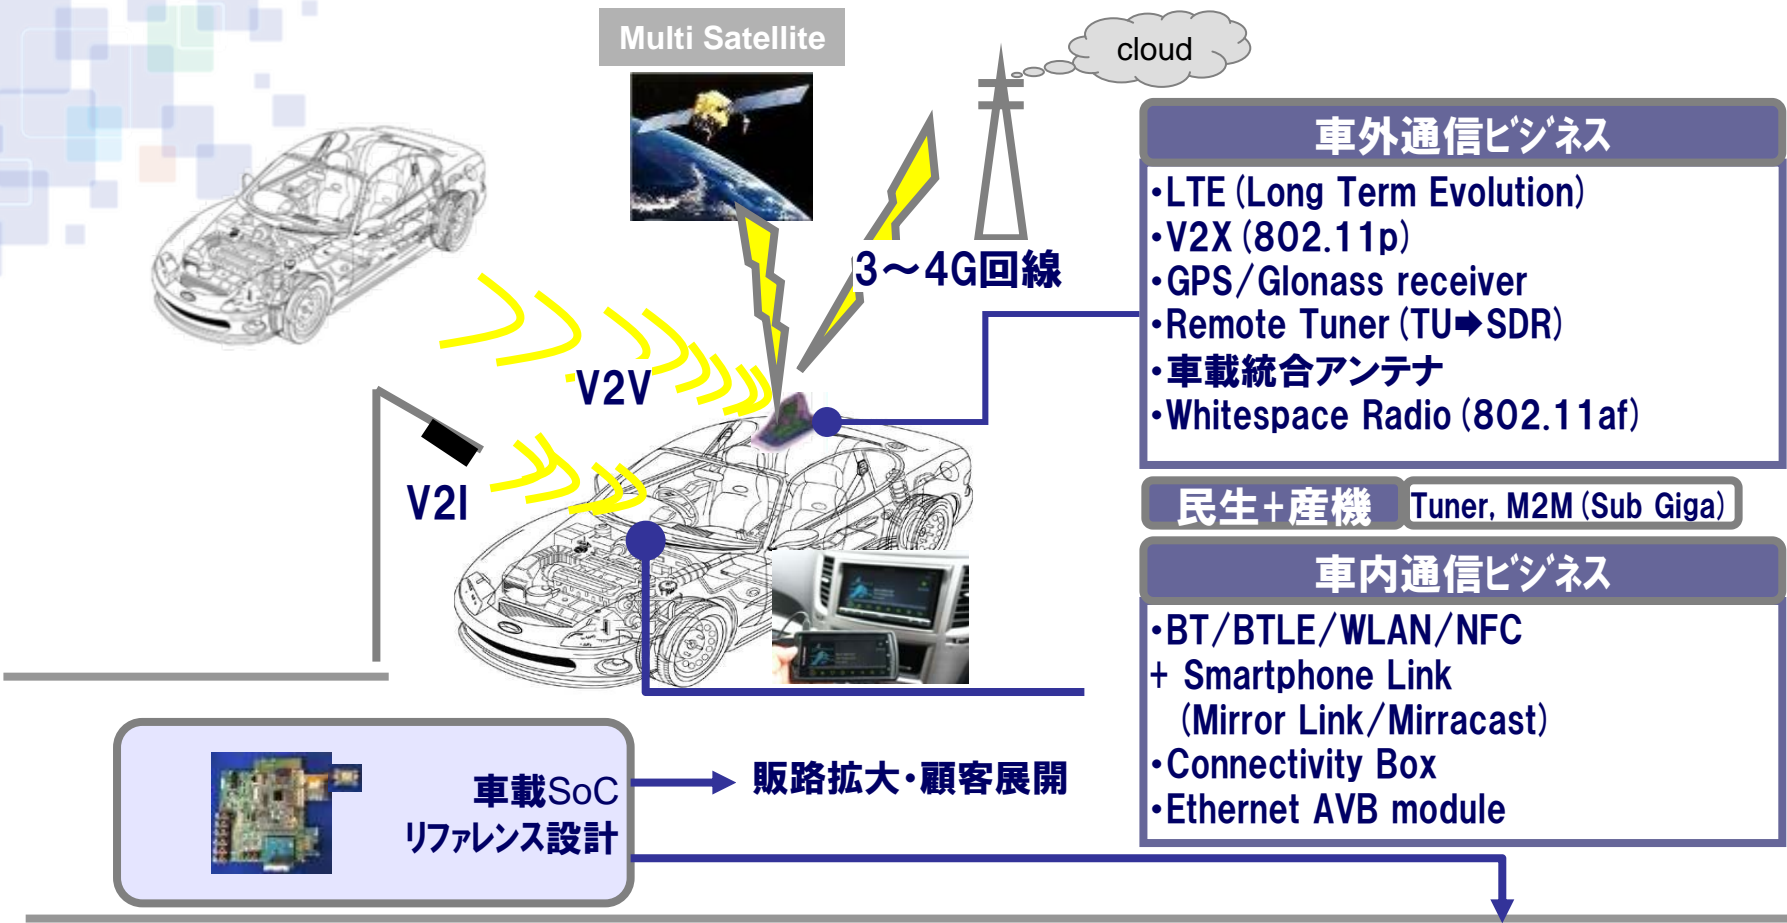 Multi Satellite
cloud
車外通信ビジネス
・LTE(Long Term Evolution)
・V2X(802.11p)
・GPS/Glonass receiver
・Remote Tuner(TU➡SDR)
・車載統合アンテナ
・Whitespace Radio(802.11af)
3～4G回線
V2V
V2I
民生+産機
Tuner, M2M(Sub Giga)
車内通信ビジネス
・BT/BTLE/WLAN/NFC
+ Smartphone Link
(Mirror Link/Mirracast)
・Connectivity Box
・Ethernet AVB module
車載SoC
リファレンス設計
販路拡大・顧客展開